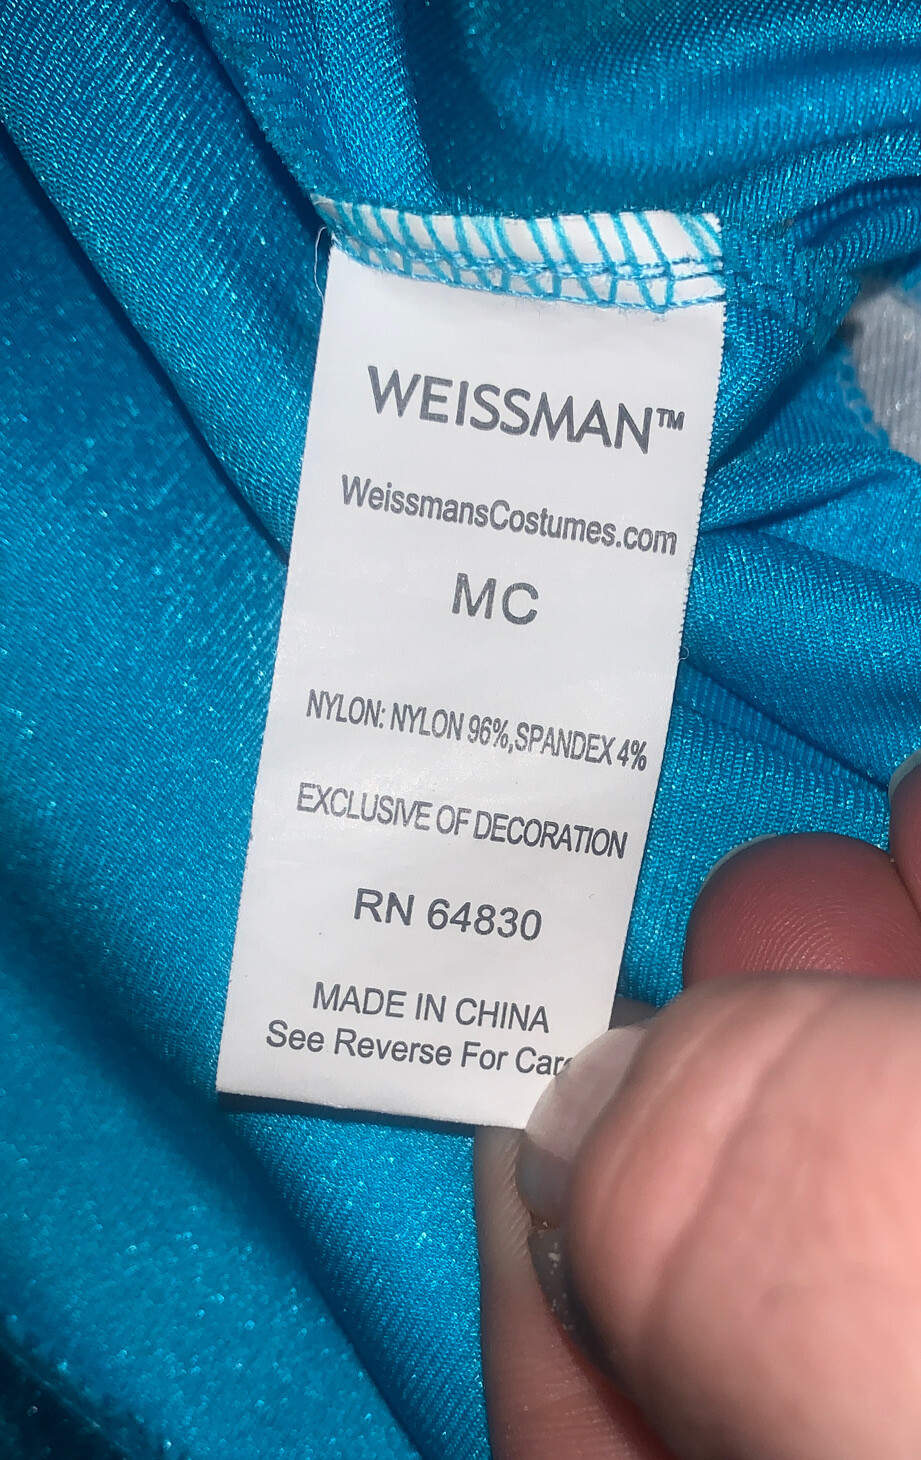 WEISSMAN™
WeissmansCostumes.com
MC
NYLON: NYLON 96%,SPANDEX 4%
EXCLUSIVE OF DECORATION
RN 64830
MADE IN CHINA
See Reverse For